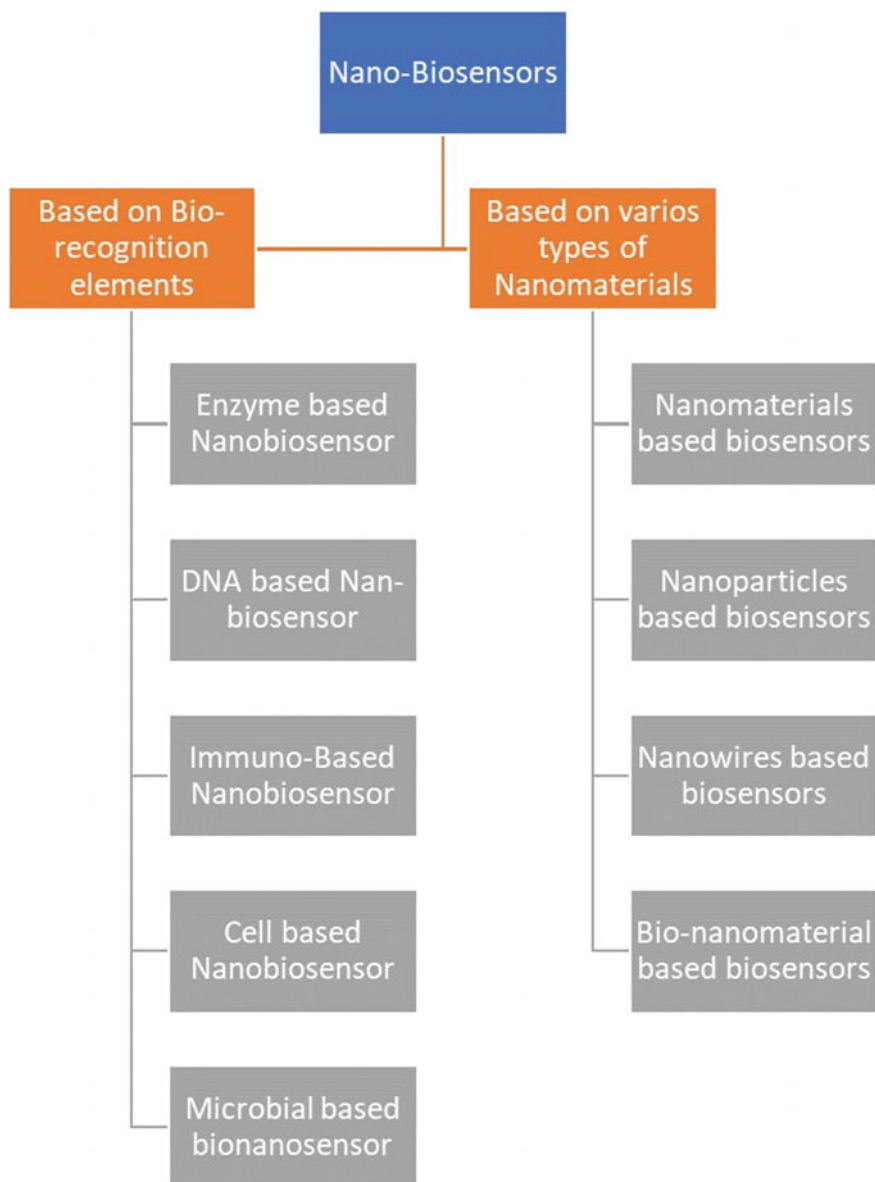 Nano-Biosensors
Based on Bio-
recognition
elements
Based on varios
types of
Nanomaterials
Enzyme based
Nanobiosensor
DNA based Nan-
biosensor
Immuno-Based
Nanobiosensor
Cell based
Nanobiosensor
Microbial based
bionanosensor
Nanomaterials
based biosensors
Nanoparticles
based biosensors
Nanowires based
biosensors
Bio-nanomaterial
based biosensors